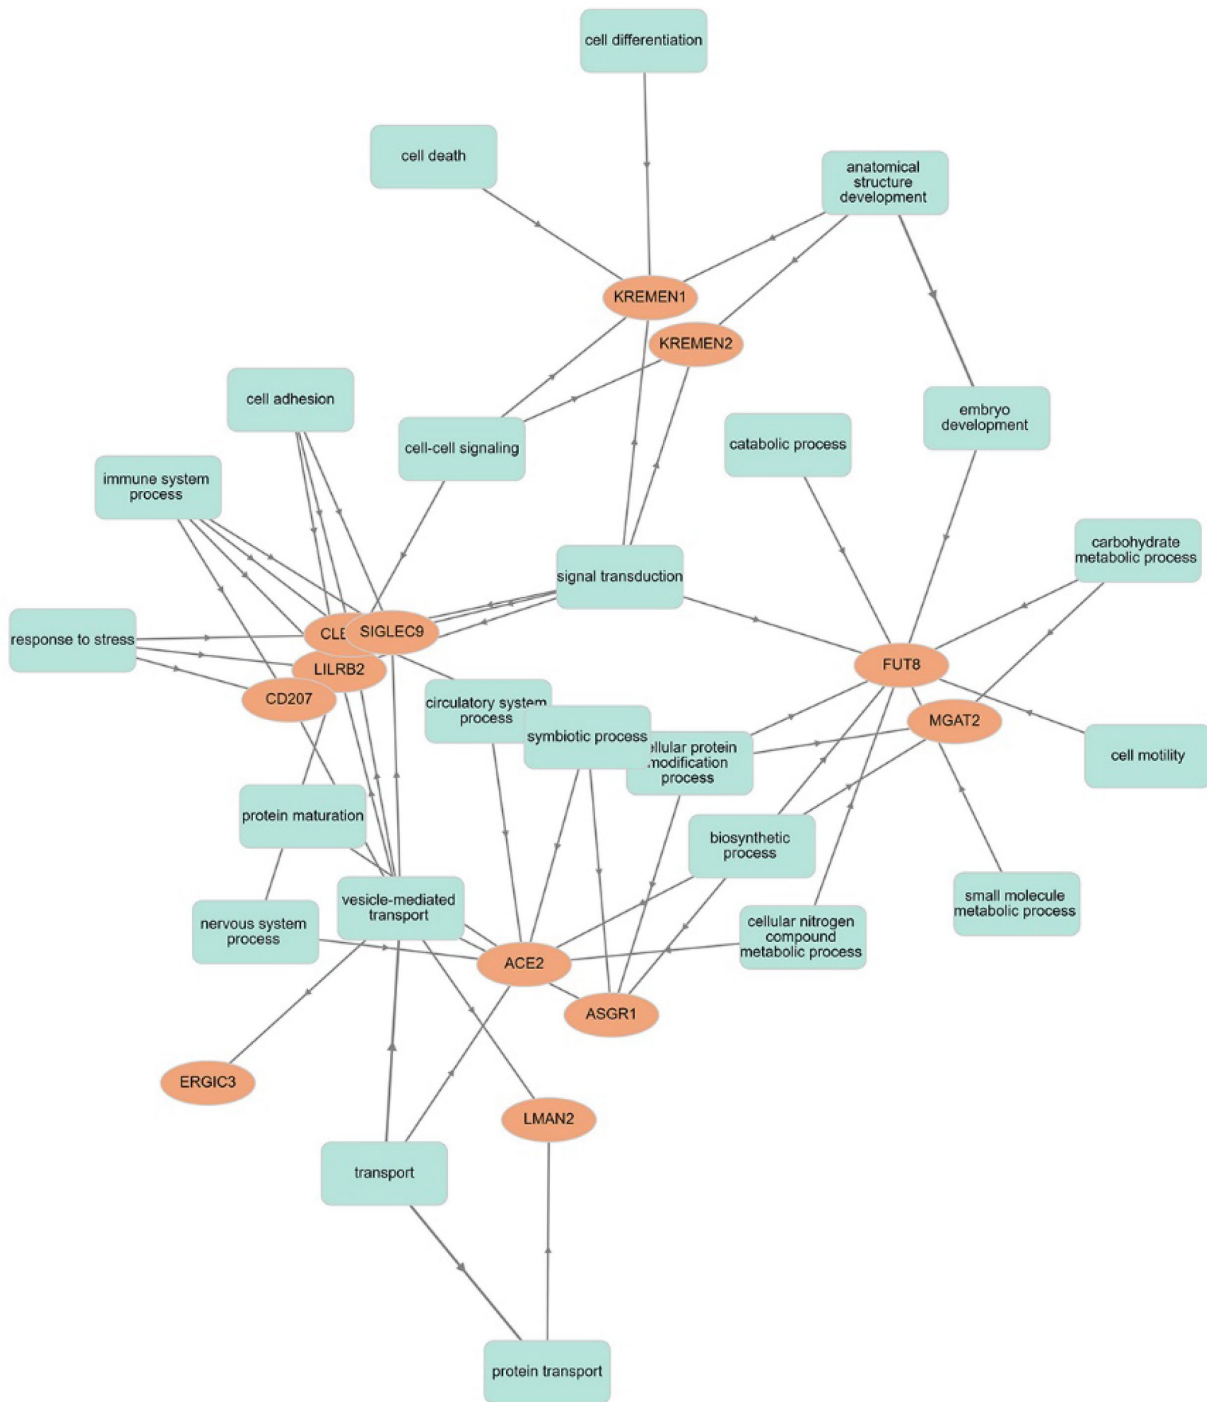 cell differentiation
cell death
anatomical
structure
development
KREMEN1
KREMEN2
cell adhesion
embryo
development
cell-cell signaling
catabolic process
immune system
process
carbohydrate
metabolic process
signal transduction
response to stress
CLE
SIGLEC9
LILRB2
FUT8
CD207
circulatory system
process
MGAT2
symbiotic process
ellular protein
modification
process
cell motility
protein maturation
biosynthetic
process
vesicle-mediated
transport
small molecule
metabolic process
nervous system
process
cellular nitrogen
compound
metabolic process
ACE2
ASGR1
ERGIC3
LMAN2
transport
protein transport